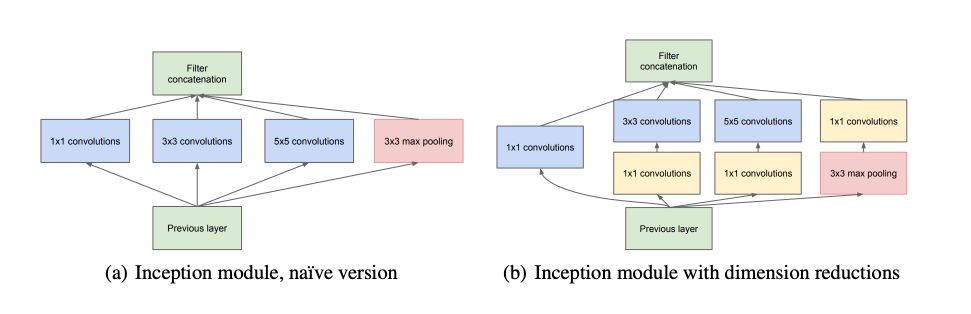 Filter
concatenation
1x1 convolutions
3x3 convolutions
5x5 convolutions
3x3 max pooling
Previous layer
(a) Inception module, naïve version
Filter
concatenation
3x3 convolutions
5x5 convolutions
1x1 convolutions
1x1 convolutions
1x1 convolutions
1x1 convolutions
3x3 max pooling
Previous layer
(b) Inception module with dimension reductions